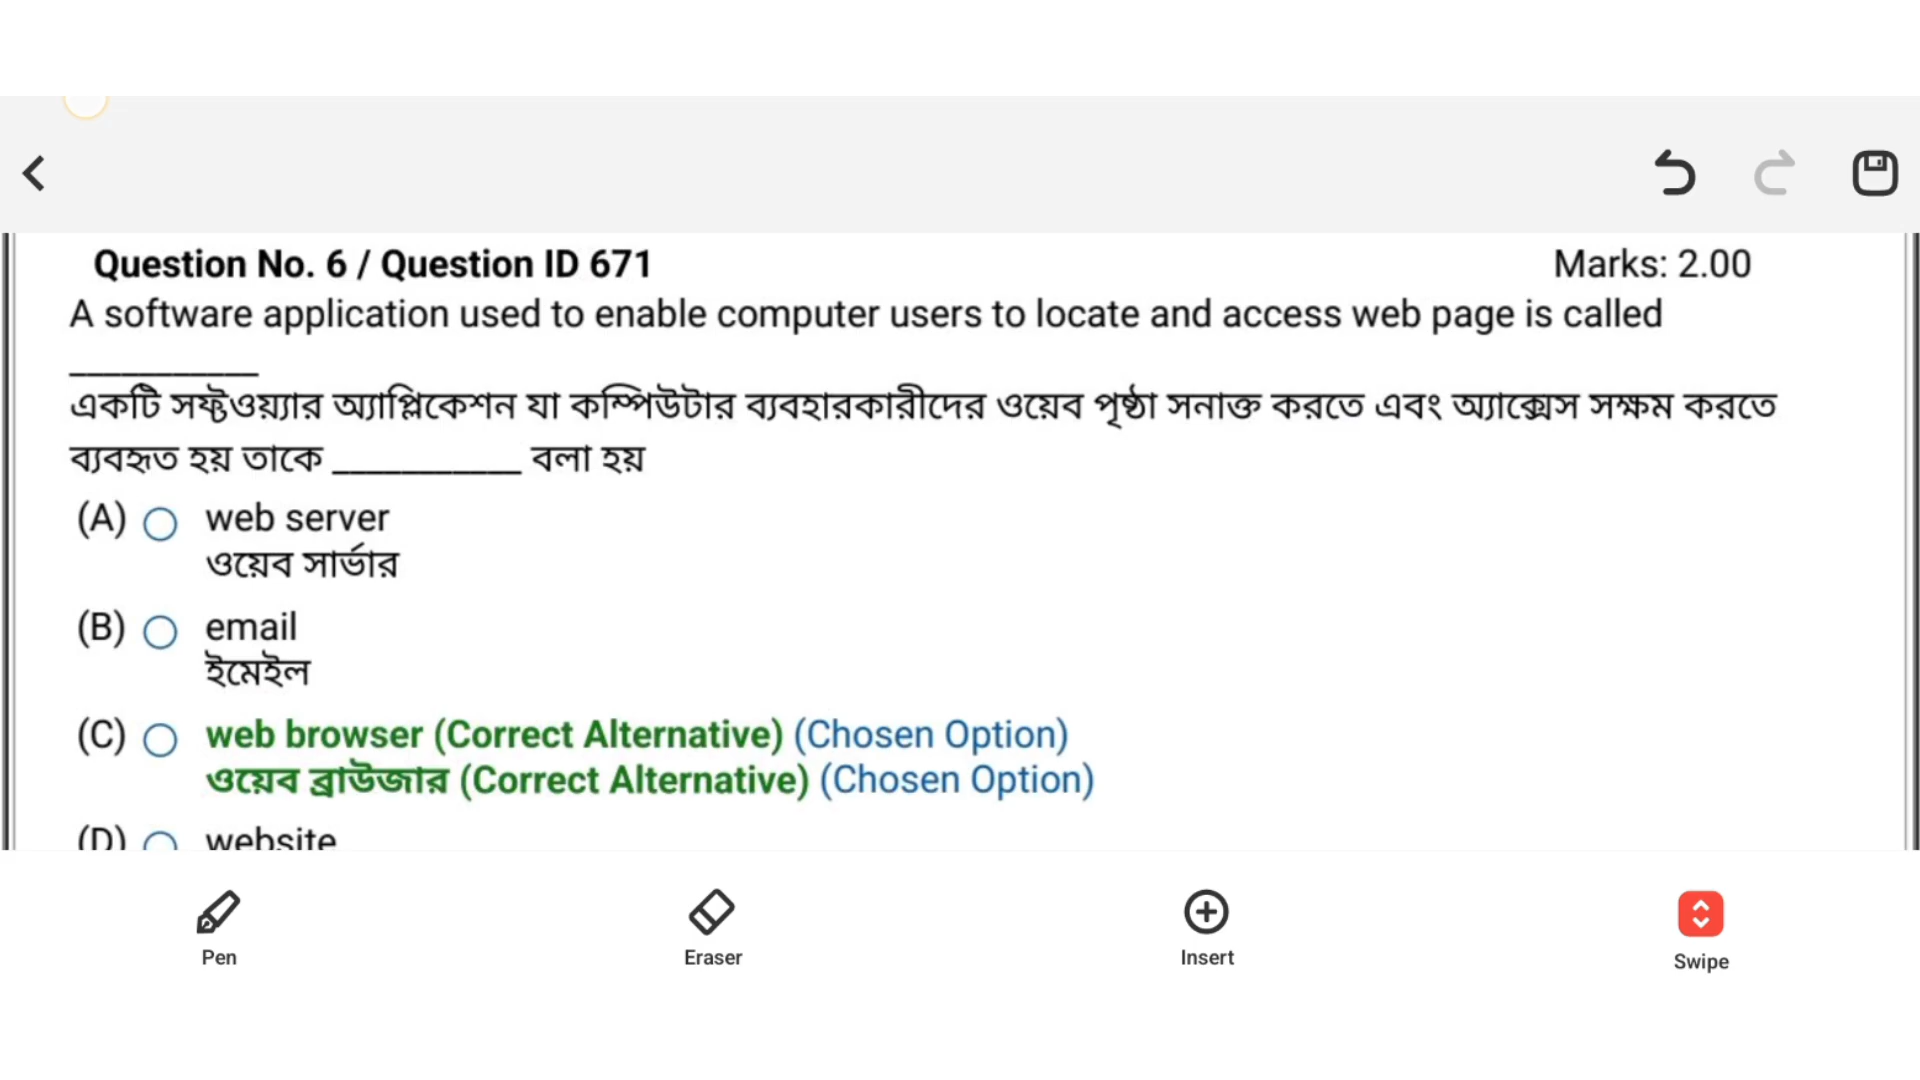 Question No. 6 / Question ID 671
Marks: 2.00
A software application used to enable computer users to locate and access web page is called
___________
একটি সফ্টওয়্যার অ্যাপ্লিকেশন যা কম্পিউটার ব্যবহারকারীদের ওয়েব পৃষ্ঠা সনাক্ত করতে এবং অ্যাক্সেস সক্ষম করতে
ব্যবহৃত হয় তাকে ___________ বলা হয়
(A) web server
ওয়েব সার্ভার
(B) email
ইমেইল
(C) web browser (Correct Alternative) (Chosen Option)
ওয়েব ব্রাউজার (Correct Alternative) (Chosen Option)
(D) website
Pen
Eraser
Insert
Swipe